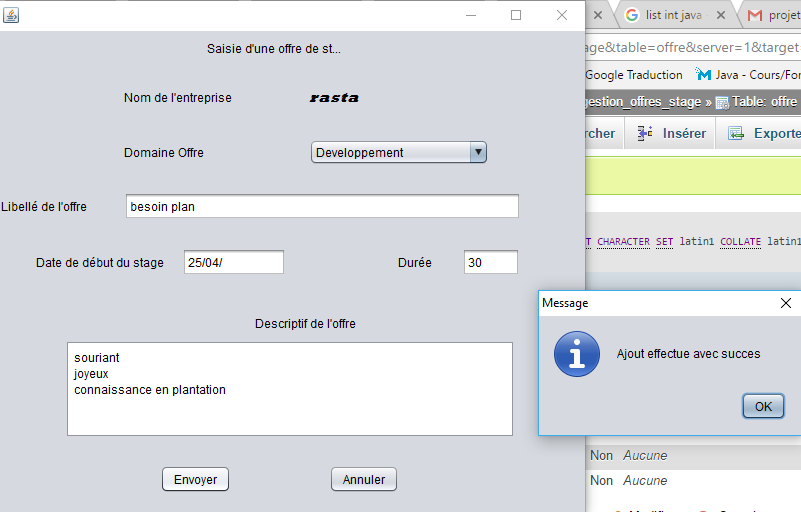 Saisie d'une offre de st...
Nom de l'entreprise
rasta
Domaine Offre
Developpement
Libellé de l'offre
besoin plan
Date de début du stage
25/04/
Durée
30
Descriptif de l'offre
souriant
joyeux
connaissance en plantation
Envoyer
Annuler
list int java
projet
age&table=offre&server=1&target
Google Traduction
Java - Cours/For
gestion_offres_stage » Table: offre
cher
Insérer
Exporte
T CHARACTER SET latin1 COLLATE latin1
Message
Ajout effectue avec succes
OK
Non Aucune
Non Aucune